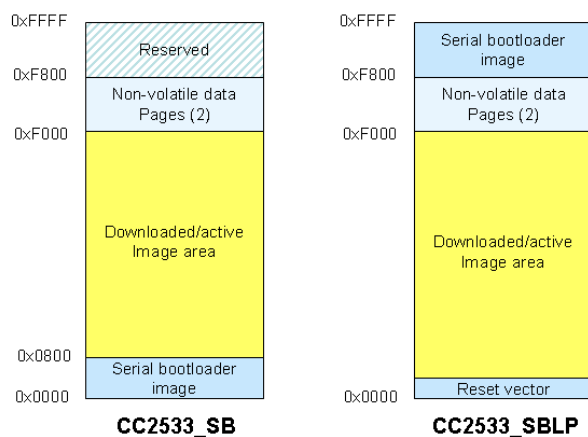 0xFFFF
Reserved
0xF800
Non-volatile data
Pages (2)
0xF000
Downloaded/active
Image area
0x0800
Serial bootloader
image
0x0000
CC2533_SB
0xFFFF
Serial bootloader
image
0xF800
Non-volatile data
Pages (2)
0xF000
Downloaded/active
Image area
0x0000
Reset vector
CC2533_SBLP